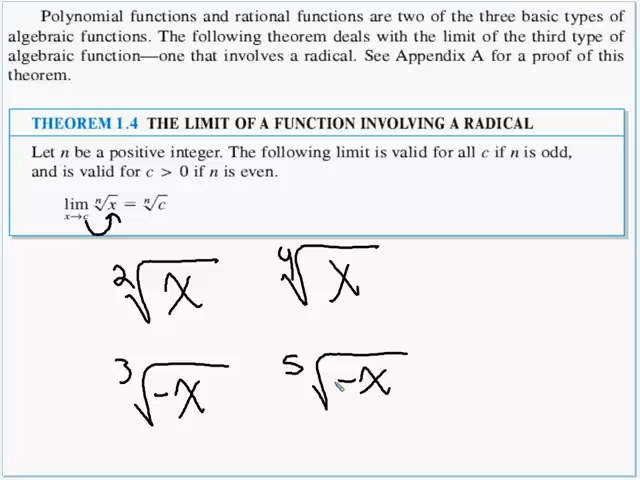 Polynomial functions and rational functions are two of the three basic types of
algebraic functions. The following theorem deals with the limit of the third type of
algebraic function—one that involves a radical. See Appendix A for a proof of this
theorem.
THEOREM 1.4 THE LIMIT OF A FUNCTION INVOLVING A RADICAL
Let n be a positive integer. The following limit is valid for all c if n is odd,
and is valid for c > 0 if n is even.
lim x→c ⁿ√x = ⁿ√c
²√x ⁴√x
³√-x ⁵√-x